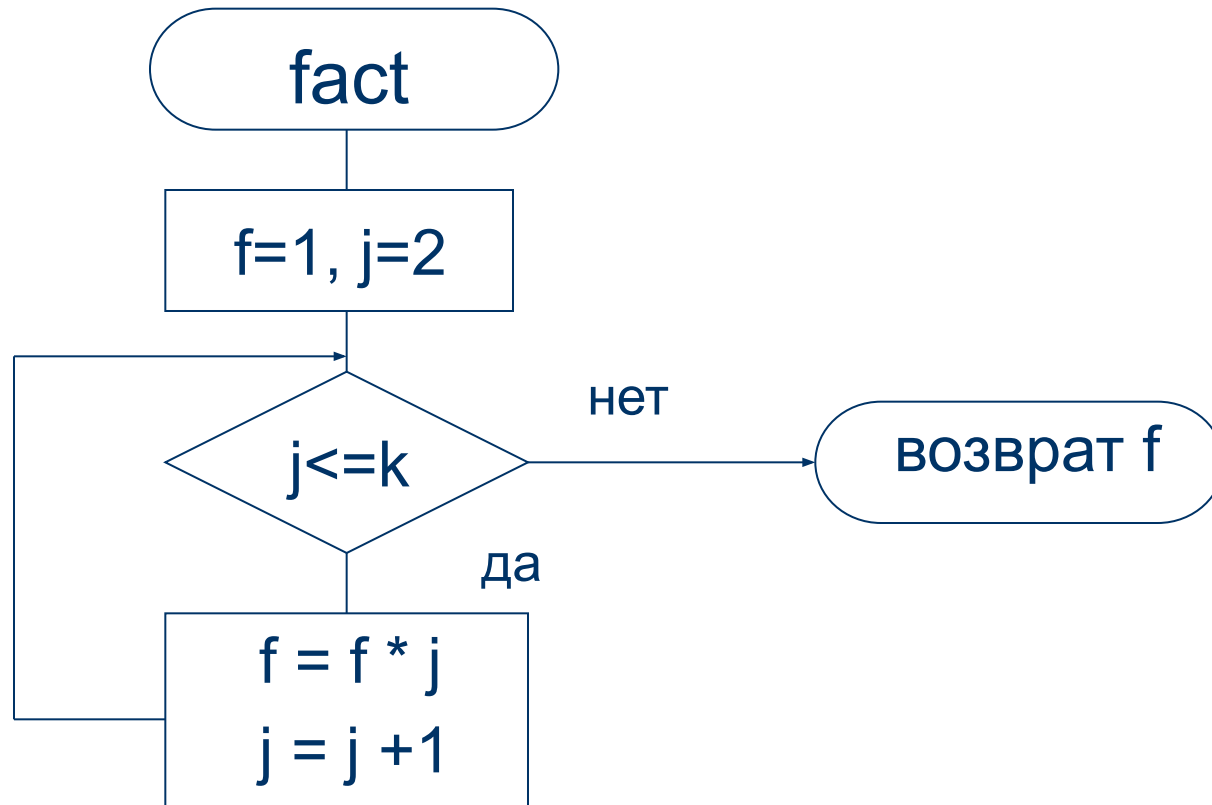 fact
f=1, j=2
j<=k
нет
возврат f
да
f = f * j
j = j +1